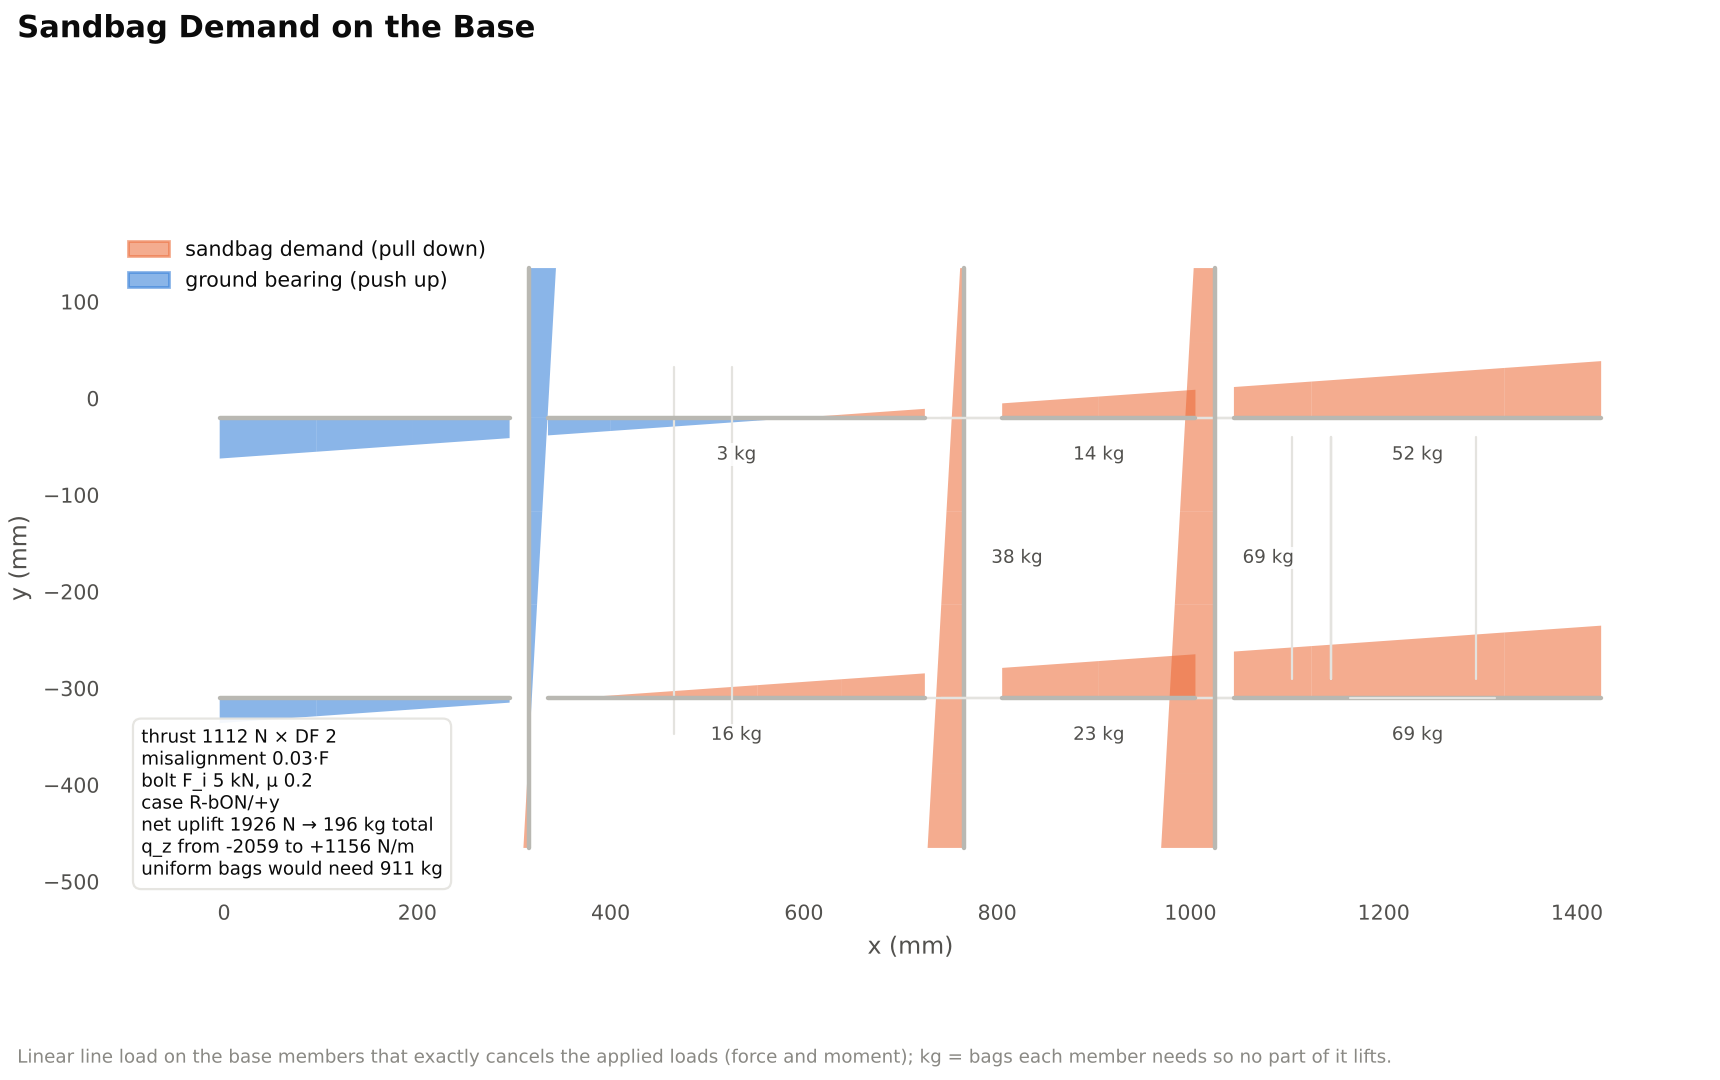 Sandbag Demand on the Base
sandbag demand (pull down)
ground bearing (push up)
100
0
−100
−200
−300
−400
−500
y (mm)
3 kg
14 kg
52 kg
38 kg
69 kg
16 kg
23 kg
69 kg
thrust 1112 N × DF 2
misalignment 0.03·F
bolt F_i 5 kN, μ 0.2
case R-bON/+y
net uplift 1926 N → 196 kg total
q_z from -2059 to +1156 N/m
uniform bags would need 911 kg
0
200
400
600
800
1000
1200
1400
x (mm)
Linear line load on the base members that exactly cancels the applied loads (force and moment); kg = bags each member needs so no part of it lifts.